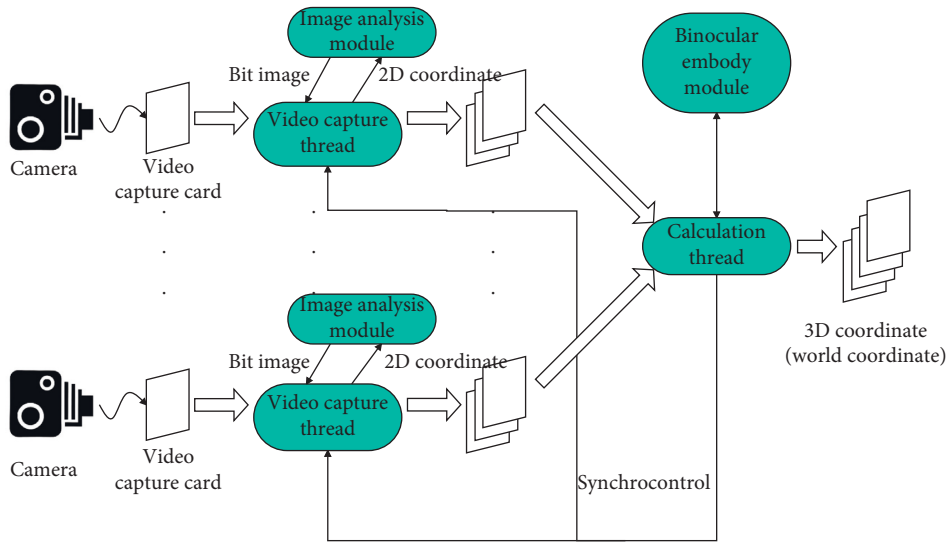 Image analysis
module
Bit image
2D coordinate
Video capture
thread
Camera
Video
capture card
Binocular
embody
module
Calculation
thread
3D coordinate
(world coordinate)
Image analysis
module
Bit image
2D coordinate
Video capture
thread
Camera
Video
capture card
Synchrocontrol